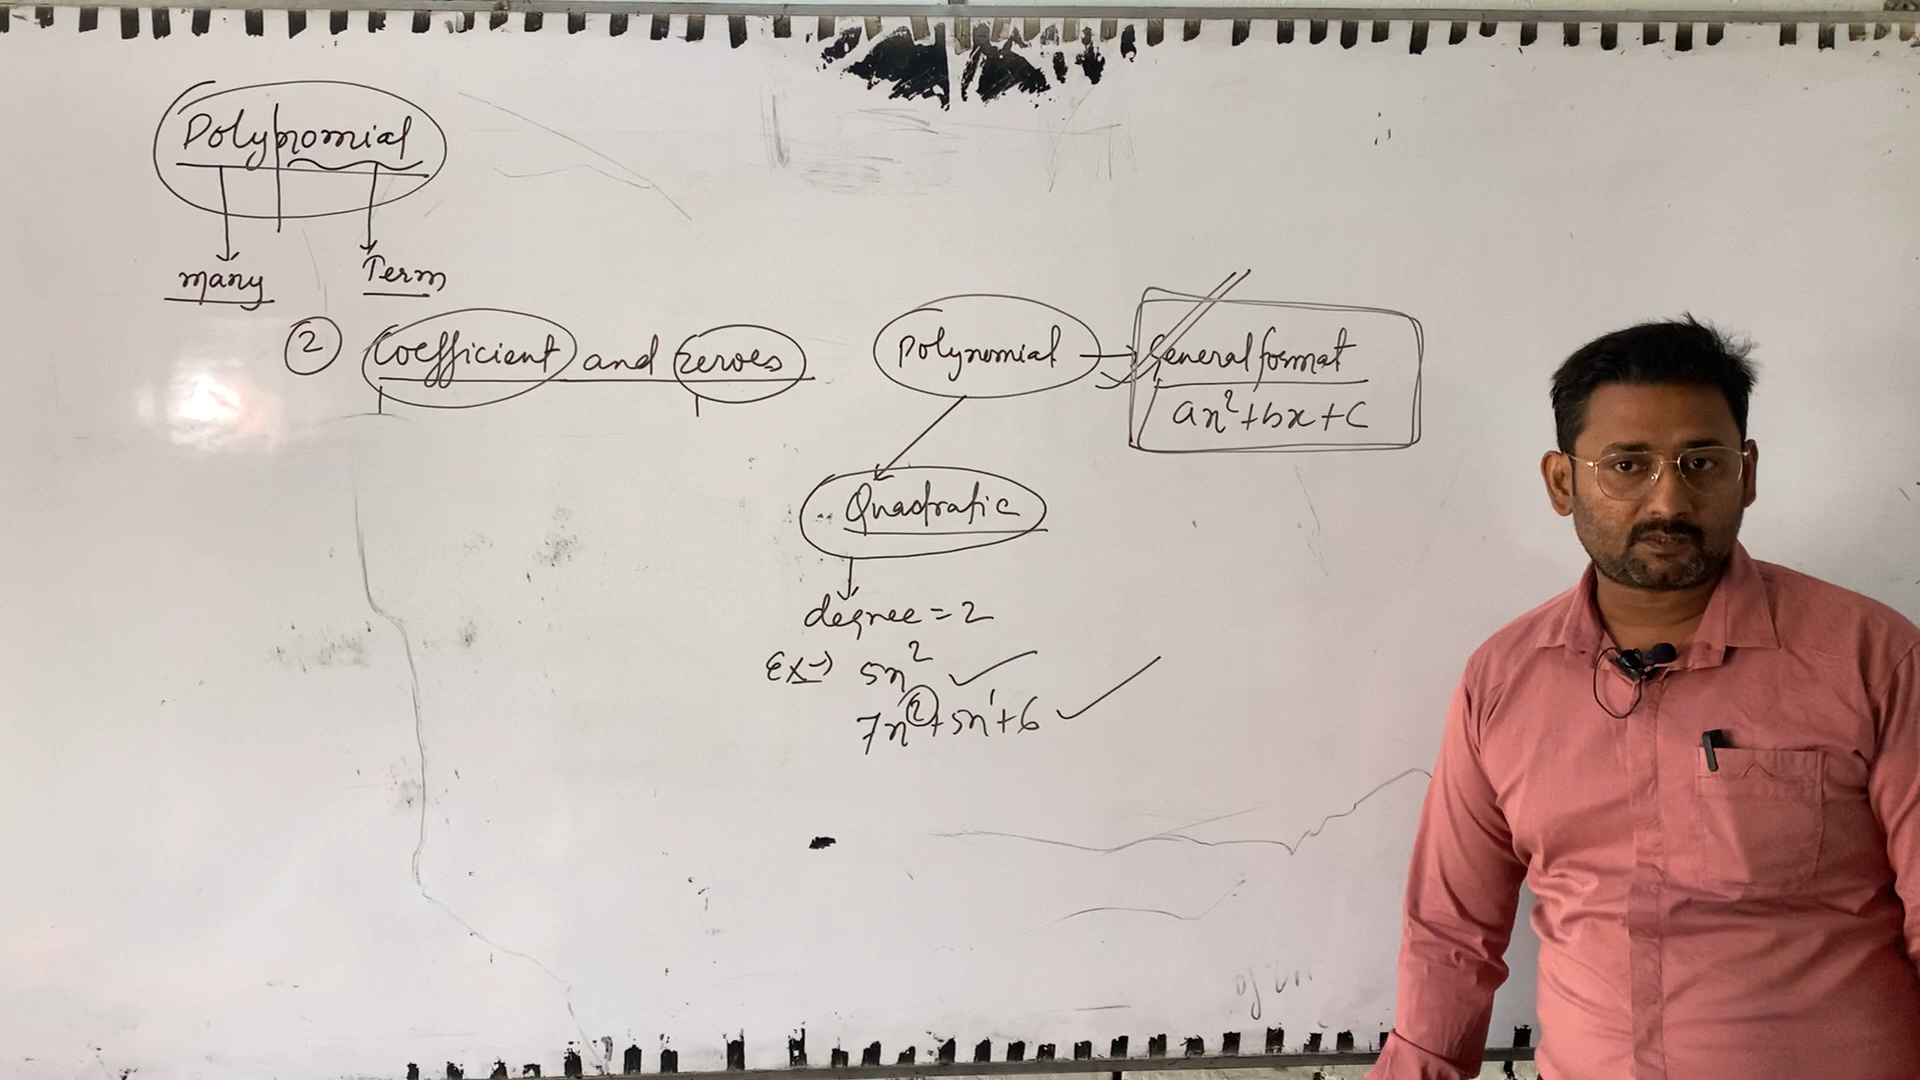 Polynomial
many Term
② Coefficient and zeroes
Polynomial → General format
ax²+bx+c
Quadratic
degree = 2
Ex→ 5x²
7x²+5x¹+6